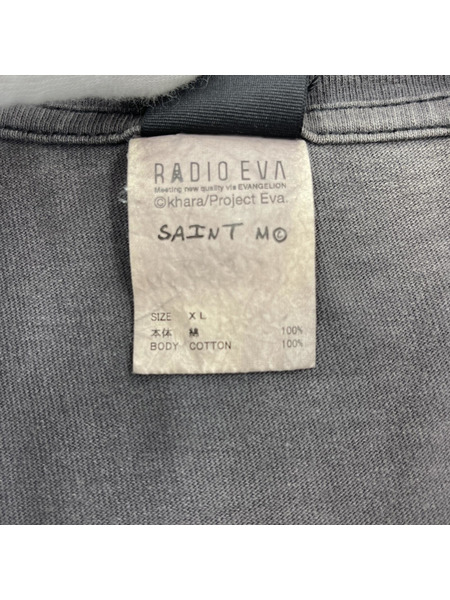 RADIO EVA
Meeting new quality via EVANGELION
©khara/Project Eva.
SAINT M©
SIZE XL
本体 綿 100%
BODY COTTON 100%